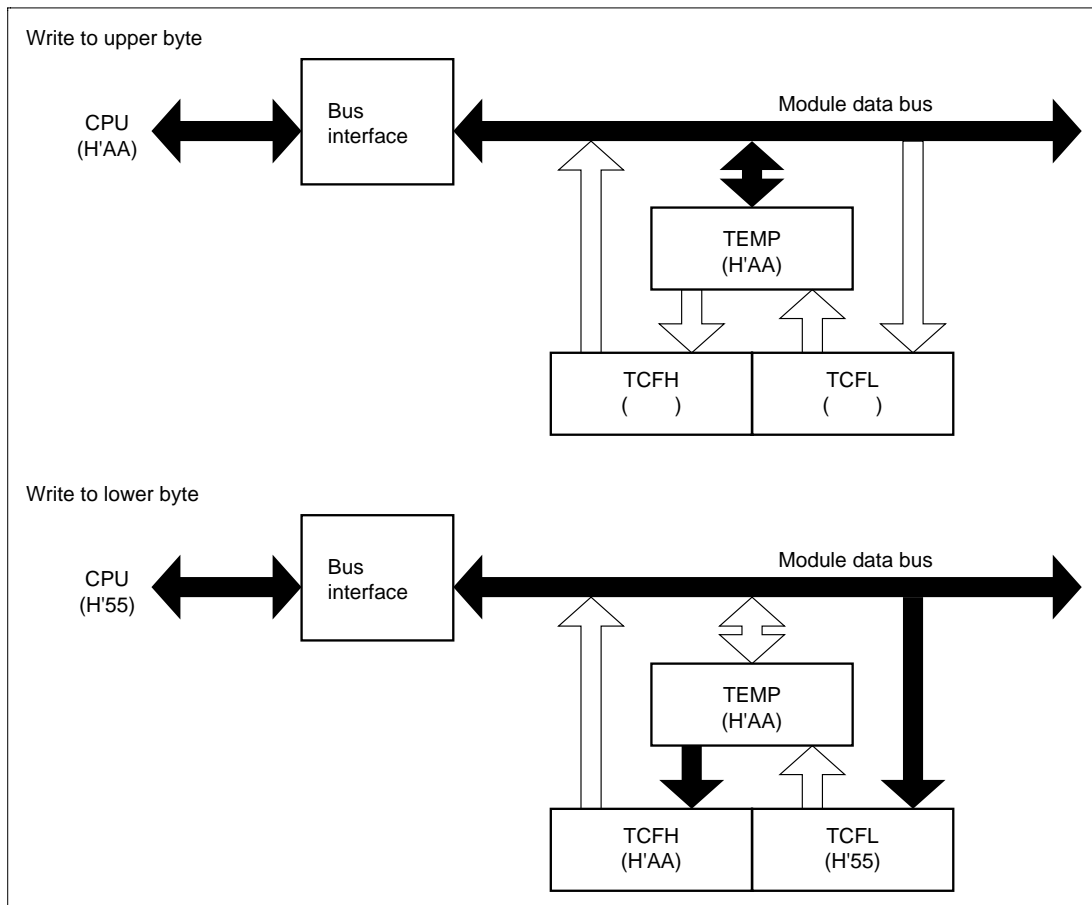 Write to upper byte
CPU
(H'AA)
Bus
interface
Module data bus
TEMP
(H'AA)
TCFH
( )
TCFL
( )
Write to lower byte
CPU
(H'55)
Bus
interface
Module data bus
TEMP
(H'AA)
TCFH
(H'AA)
TCFL
(H'55)